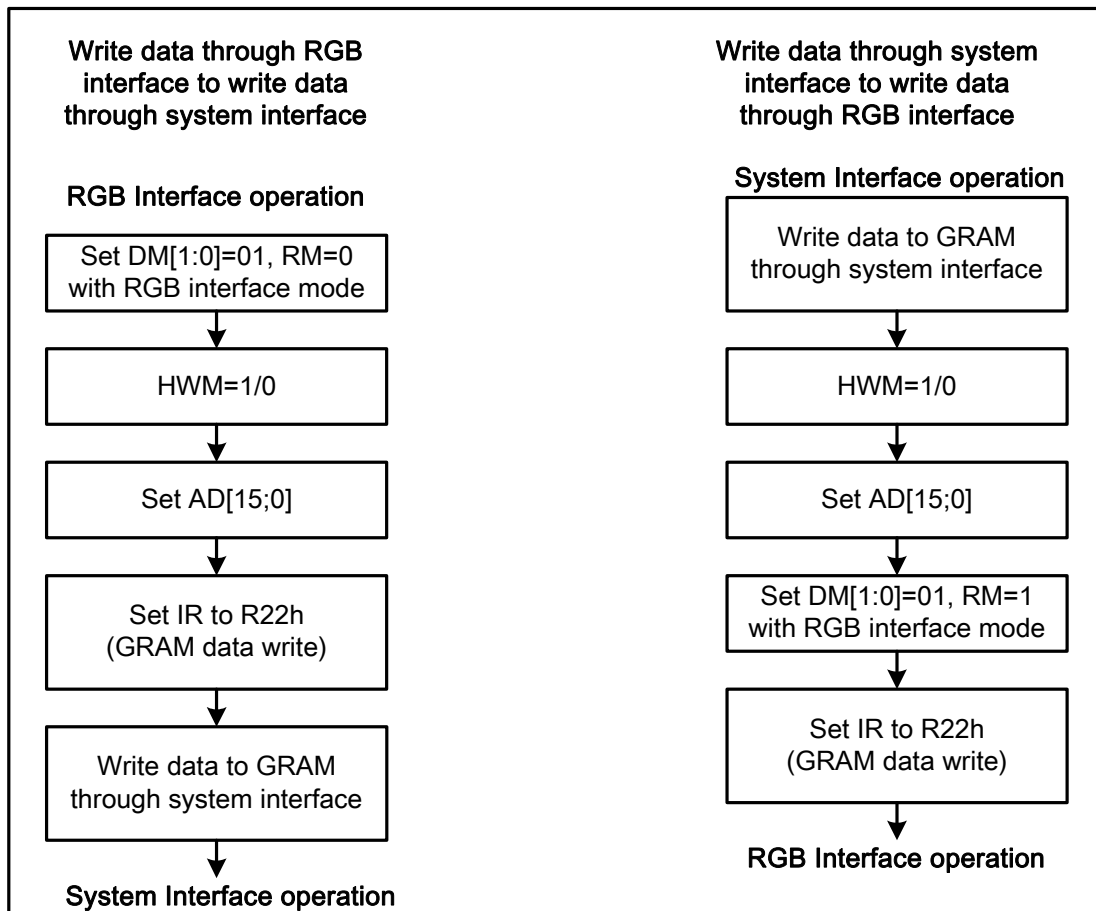 Write data through RGB
interface to write data
through system interface
RGB Interface operation
Set DM[1:0]=01, RM=0
with RGB interface mode
HWM=1/0
Set AD[15;0]
Set IR to R22h
(GRAM data write)
Write data to GRAM
through system interface
System Interface operation
Write data through system
interface to write data
through RGB interface
System Interface operation
Write data to GRAM
through system interface
HWM=1/0
Set AD[15;0]
Set DM[1:0]=01, RM=1
with RGB interface mode
Set IR to R22h
(GRAM data write)
RGB Interface operation